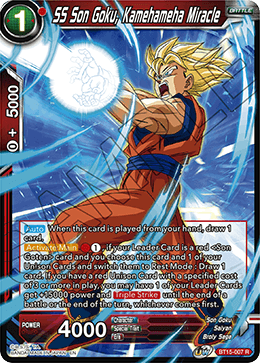 1
SS Son Goku, Kamehameha Miracle
BATTLE
0 + 5000
Auto When this card is played from your hand, draw 1
card.
Activate Main 1, if your Leader Card is a red <Son
Goten> card and you choose this card and 1 of your
Unison Cards and switch them to Rest Mode : Draw 1
card. If you have a red Unison Card with a specified cost
of 3 or more in play, you may have 1 of your Leader Cards
get +15000 power and Triple Strike until the end of a
battle or the end of the turn, whichever comes first.
POWER
4000
Character
Son Goku
Special Trait
Saiyan
Era
Broly Saga
BT15-007 R